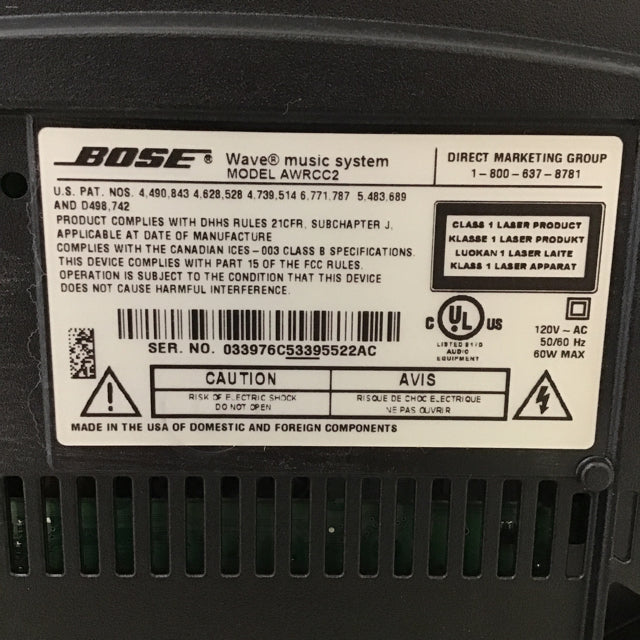 BOSE® Wave® music system
MODEL AWRCC2
DIRECT MARKETING GROUP
1-800-637-8781
U.S. PAT. NOS. 4,490,843 4,628,528 4,739,514 6,771,787 5,483,689
AND D498,742
PRODUCT COMPLIES WITH DHHS RULES 21CFR, SUBCHAPTER J,
APPLICABLE AT DATE OF MANUFACTURE
COMPLIES WITH THE CANADIAN ICES-003 CLASS B SPECIFICATIONS.
THIS DEVICE COMPLIES WITH PART 15 OF THE FCC RULES.
OPERATION IS SUBJECT TO THE CONDITION THAT THIS DEVICE
DOES NOT CAUSE HARMFUL INTERFERENCE.
CLASS 1 LASER PRODUCT
KLASSE 1 LASER PRODUKT
LUOKAN 1 LASER LAITE
KLASS 1 LASER APPARAT
SER. NO. 033976C53395522AC
C UL US
LISTED 81/0
AUDIO
EQUIPMENT
120V ~ AC
50/60 Hz
60W MAX
CAUTION
RISK OF ELECTRIC SHOCK
DO NOT OPEN
AVIS
RISQUE DE CHOC ELECTRIQUE
NE PAS OUVRIR
MADE IN THE USA OF DOMESTIC AND FOREIGN COMPONENTS